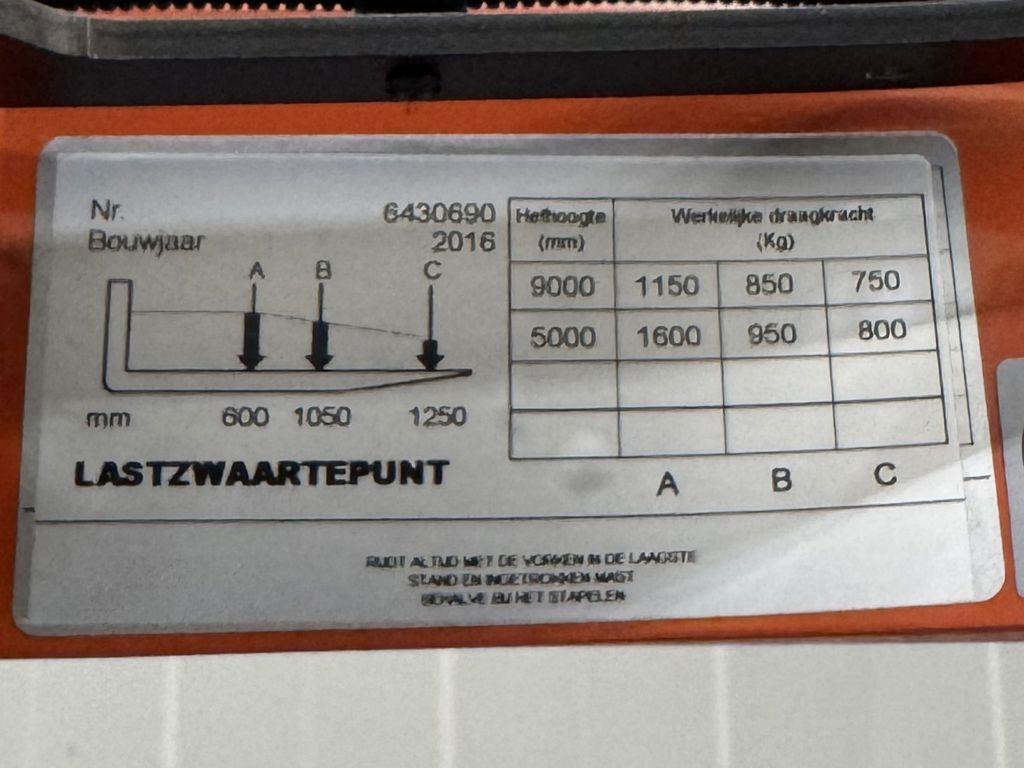 Nr. 6430690
Bouwjaar 2016
A B C
mm 600 1050 1250
LASTZWAARTEPUNT
Hefhoogte (mm) Werkelijke draagkracht (Kg)
9000 1150 850 750
5000 1600 950 800
A B C
RIJDT ALTIJD MET DE VORKEN IN DE LAAGSTE
STAND EN INGETROKKEN MAST
BEHALVE BIJ HET STAPELEN